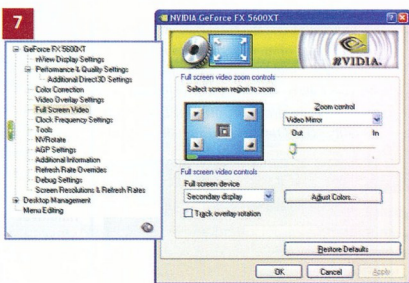 7
GeForce FX 5600XT
nView Display Settings
Performance & Quality Settings
Additional Direct3D Settings
Color Correction
Video Overlay Settings
Full Screen Video
Clock Frequency Settings
Tools
NVRotate
AGP Settings
Additional Information
Refresh Rate Overrides
Debug Settings
Screen Resolutions & Refresh Rates
Desktop Management
Menu Editing
NVIDIA GeForce FX 5600XT
NVIDIA.
Full screen video zoom controls
Select screen region to zoom
Zoom control
Video Mirror
Out In
Full screen video controls
Full screen device
Secondary display
Adjust Colors...
Track overlay rotation
Restore Defaults
OK Cancel Apply